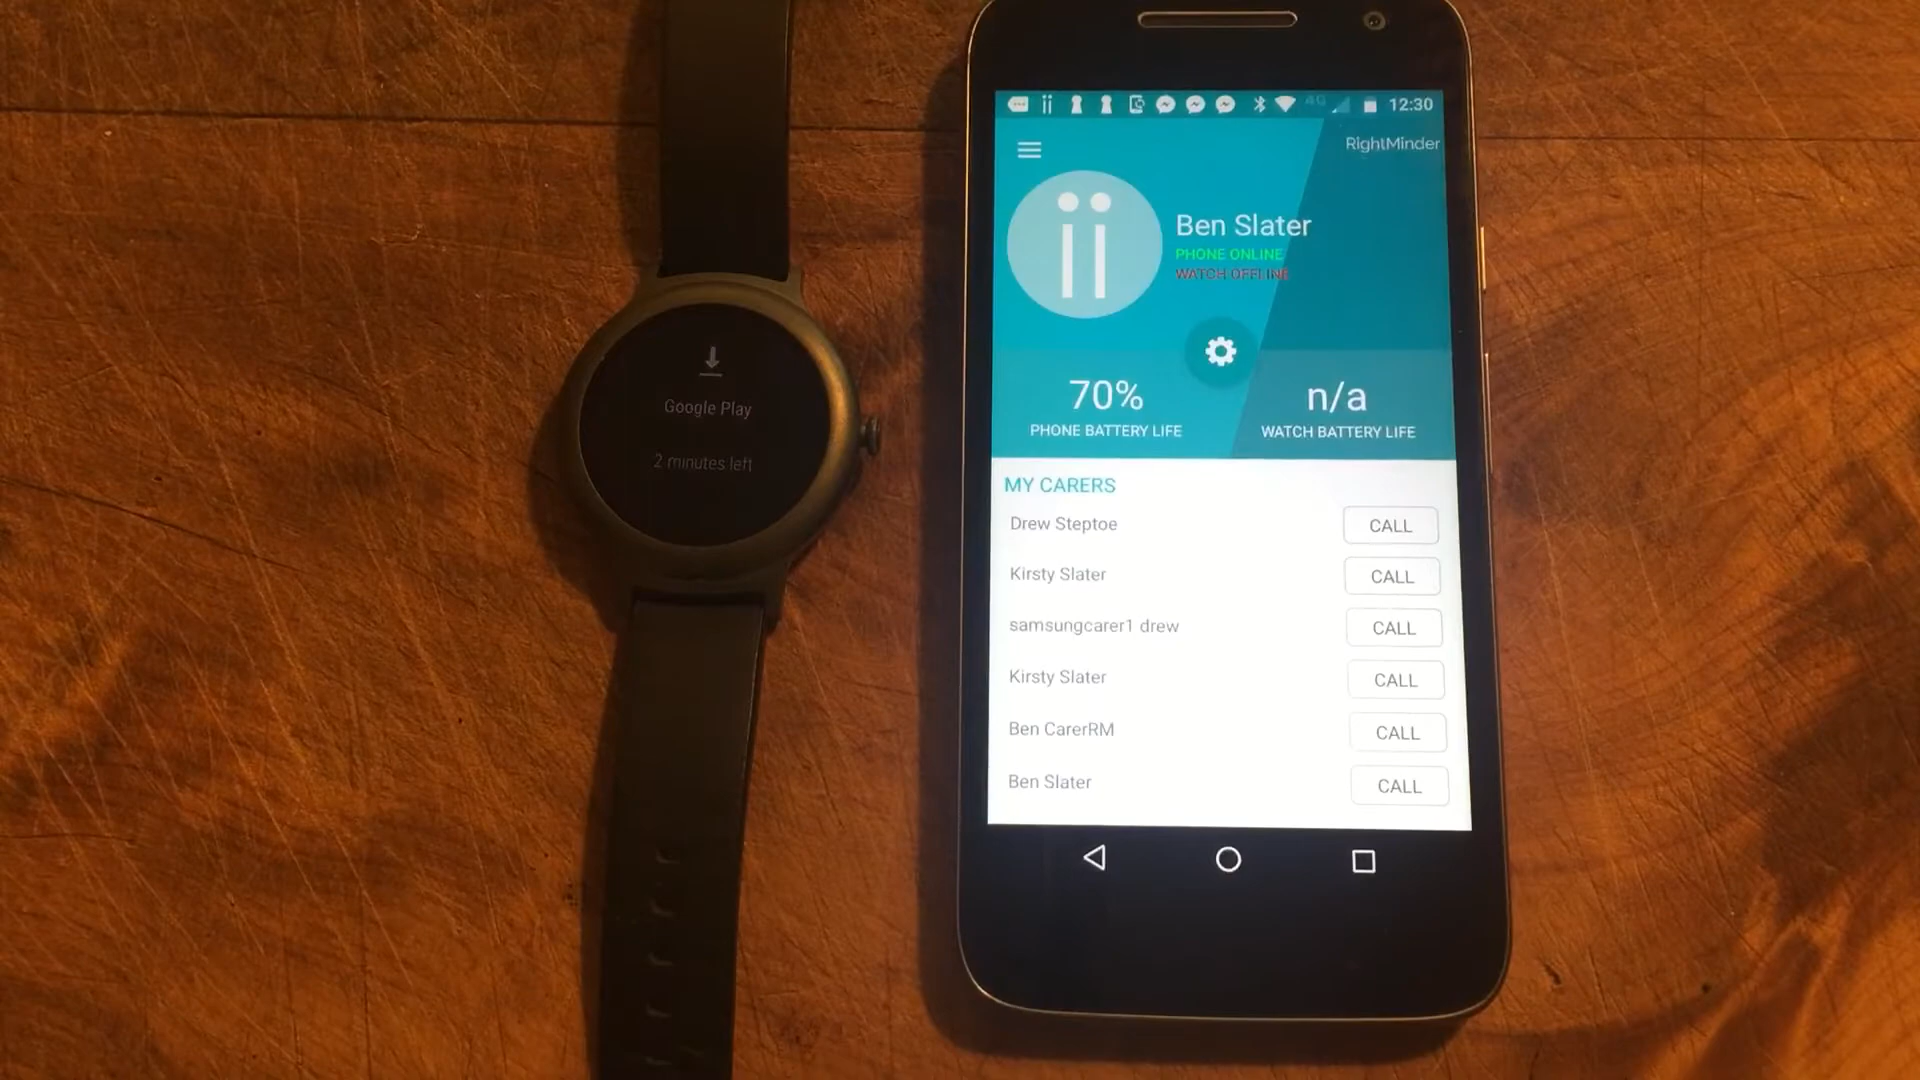 Google Play
2 minutes left
4G
12:30
RightMinder
Ben Slater
PHONE ONLINE
WATCH OFFLINE
70%
PHONE BATTERY LIFE
n/a
WATCH BATTERY LIFE
MY CARERS
Drew Steptoe
CALL
Kirsty Slater
CALL
samsungcarer1 drew
CALL
Kirsty Slater
CALL
Ben CarerRM
CALL
Ben Slater
CALL